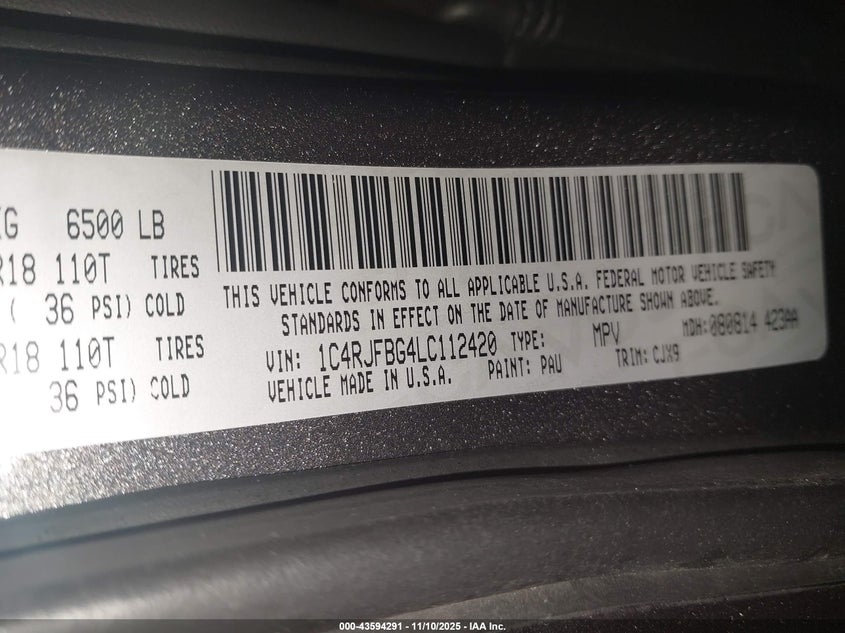 KG 6500 LB
R18 110T TIRES
( 36 PSI) COLD
R18 110T TIRES
36 PSI) COLD
THIS VEHICLE CONFORMS TO ALL APPLICABLE U.S.A. FEDERAL MOTOR VEHICLE SAFETY
STANDARDS IN EFFECT ON THE DATE OF MANUFACTURE SHOWN ABOVE.
VIN: 1C4RJFBG4LC112420 TYPE: MPV MDH:080814 423AA
VEHICLE MADE IN U.S.A. PAINT: PAU TRIM: CJX9
000-43594291 - 11/10/2025 - IAA Inc.